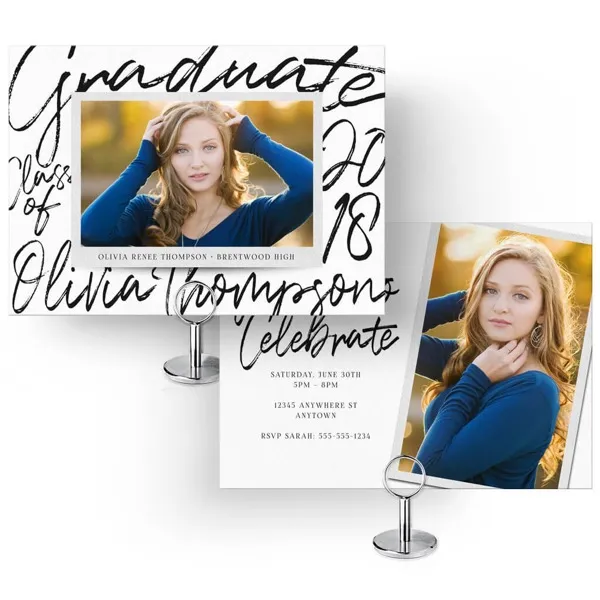 Graduate
Class
of
20
18
OLIVIA RENEE THOMPSON • BRENTWOOD HIGH
Olivia Thompson
Celebrate
SATURDAY, JUNE 30TH
5PM – 8PM
12345 ANYWHERE ST
ANYTOWN
RSVP SARAH: 555-555-1234